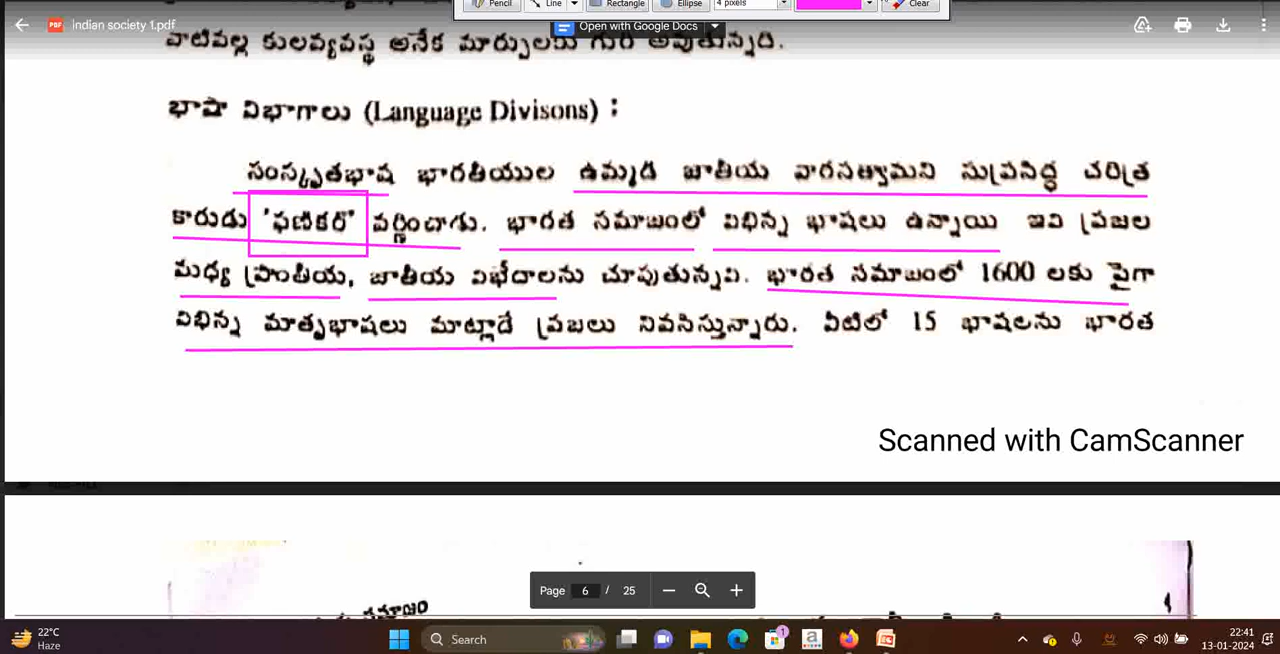 Pencil Line Rectangle Ellipse 4 pixels Clear
indian society 1.pdf
Open with Google Docs
వాటివల్ల కులవ్యవస్థ అనేక మార్పులకు గురి అవుతున్నది.
భాషా విభాగాలు (Language Divisons) :
సంస్కృతభాష భారతీయుల ఉమ్మడి జాతీయ వారసత్వామని సుప్రసిద్ధ చరిత్ర
కారుడు 'ఫణికర్' వర్ణించాడు. భారత సమాజంలో విభిన్న భాషలు ఉన్నాయి ఇవి ప్రజల
మధ్య ప్రాంతీయ, జాతీయ విభేదాలను చూపుతున్నవి. భారత సమాజంలో 1600 లకు పైగా
విభిన్న మాతృభాషలు మాట్లాడే ప్రజలు నివసిస్తున్నారు. వీటిలో 15 భాషలను భారత
Scanned with CamScanner
Page 6 / 25
22°C
Haze
Search
22:41
13-01-2024